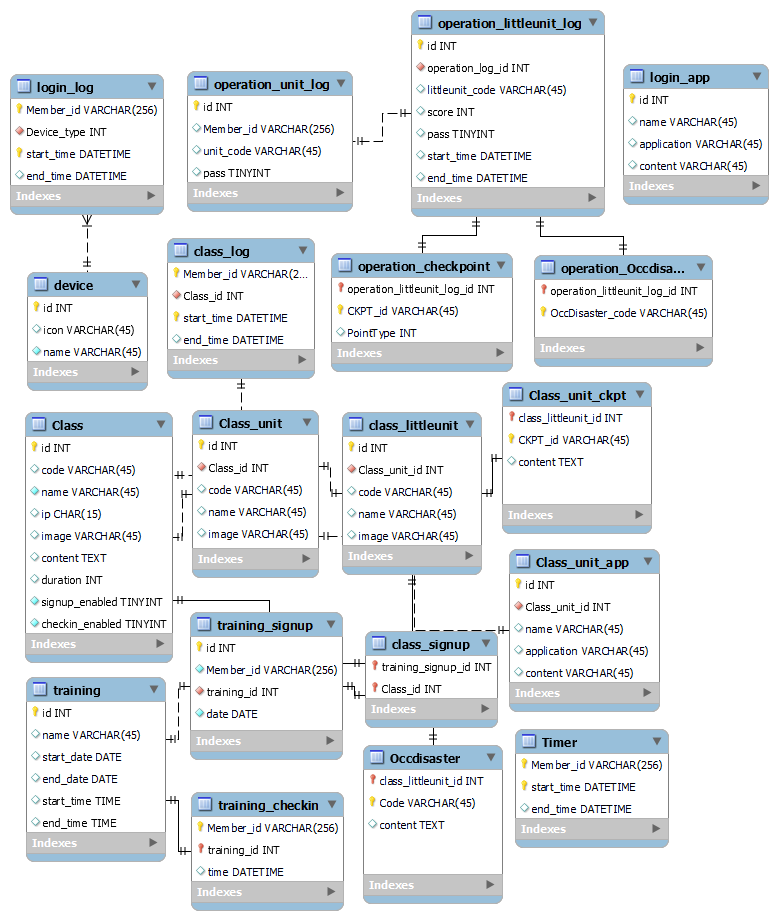 login_log
Member_id VARCHAR(256)
Device_type INT
start_time DATETIME
end_time DATETIME
Indexes
operation_unit_log
id INT
Member_id VARCHAR(256)
unit_code VARCHAR(45)
pass TINYINT
Indexes
operation_littleunit_log
id INT
operation_log_id INT
littleunit_code VARCHAR(45)
score INT
pass TINYINT
start_time DATETIME
end_time DATETIME
Indexes
login_app
id INT
name VARCHAR(45)
application VARCHAR(45)
content VARCHAR(45)
Indexes
device
id INT
icon VARCHAR(45)
name VARCHAR(45)
Indexes
class_log
Member_id VARCHAR(2...
Class_id INT
start_time DATETIME
end_time DATETIME
Indexes
operation_checkpoint
operation_littleunit_log_id INT
CKPT_id VARCHAR(45)
PointType INT
Indexes
operation_Occdisa...
operation_littleunit_log_id INT
OccDisaster_code VARCHAR(45)
Indexes
Class
id INT
code VARCHAR(45)
name VARCHAR(45)
ip CHAR(15)
image VARCHAR(45)
content TEXT
duration INT
signup_enabled TINYINT
checkin_enabled TINYINT
Indexes
Class_unit
id INT
Class_id INT
code VARCHAR(45)
name VARCHAR(45)
image VARCHAR(45)
Indexes
class_littleunit
id INT
Class_unit_id INT
code VARCHAR(45)
name VARCHAR(45)
image VARCHAR(45)
Indexes
Class_unit_ckpt
class_littleunit_id INT
CKPT_id VARCHAR(45)
content TEXT
Indexes
Class_unit_app
id INT
Class_unit_id INT
name VARCHAR(45)
application VARCHAR(45)
content VARCHAR(45)
Indexes
training_signup
id INT
Member_id VARCHAR(256)
training_id INT
date DATE
Indexes
class_signup
training_signup_id INT
Class_id INT
Indexes
training
id INT
name VARCHAR(45)
start_date DATE
end_date DATE
start_time TIME
end_time TIME
Indexes
training_checkin
Member_id VARCHAR(256)
training_id INT
time DATETIME
Indexes
Occdisaster
class_littleunit_id INT
Code VARCHAR(45)
content TEXT
Indexes
Timer
Member_id VARCHAR(256)
start_time DATETIME
end_time DATETIME
Indexes